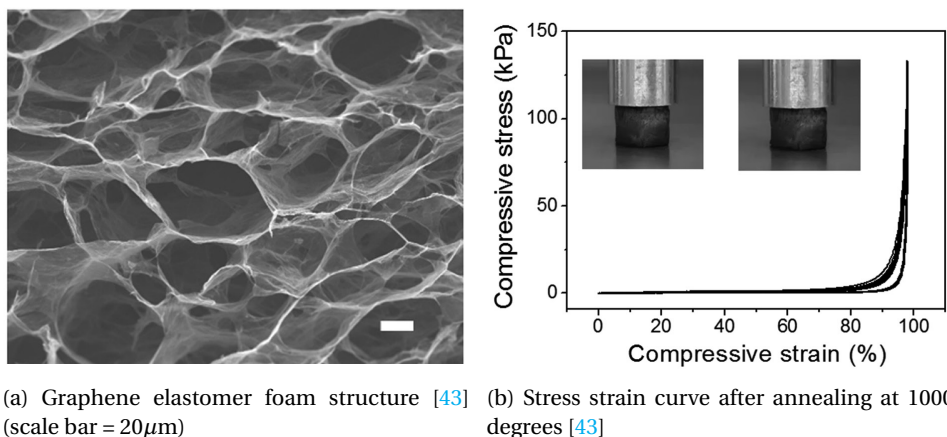 150
100
50
0
Compressive stress (kPa)
0 20 40 60 80 100
Compressive strain (%)
(a) Graphene elastomer foam structure [43]
(scale bar = 20μm)
(b) Stress strain curve after annealing at 1000
degrees [43]